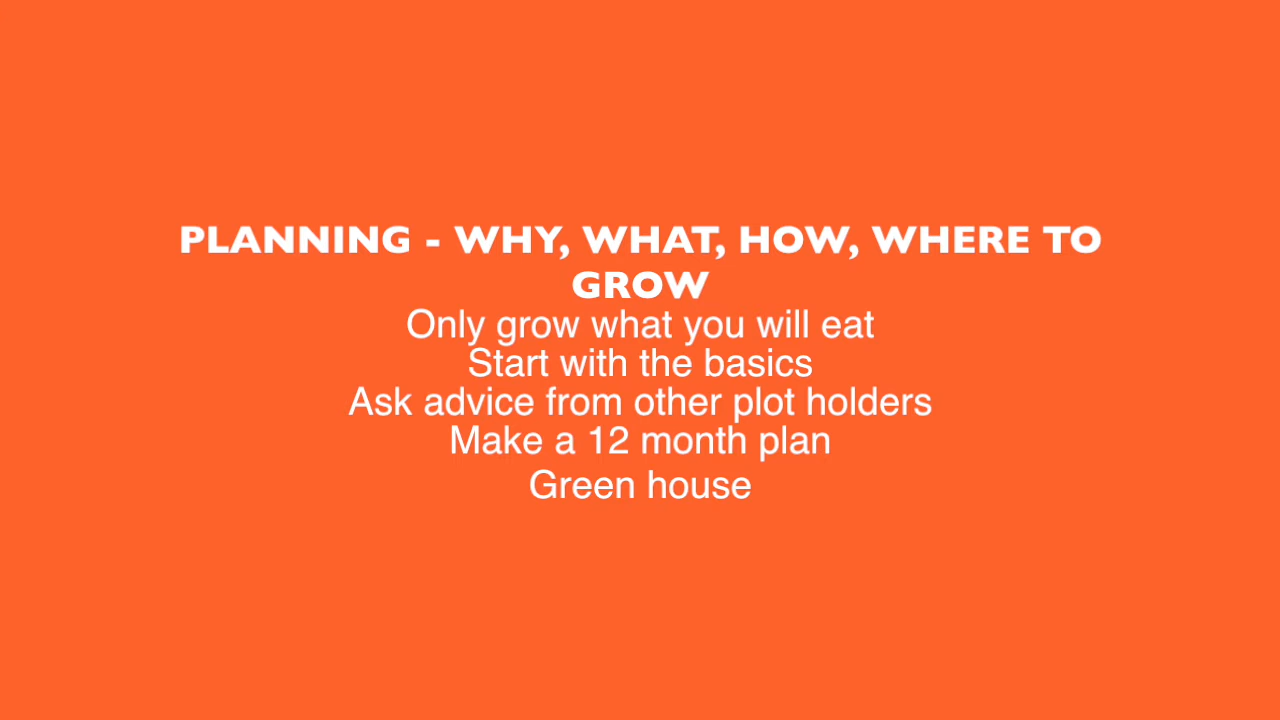 PLANNING - WHY, WHAT, HOW, WHERE TO
GROW
Only grow what you will eat
Start with the basics
Ask advice from other plot holders
Make a 12 month plan
Green house